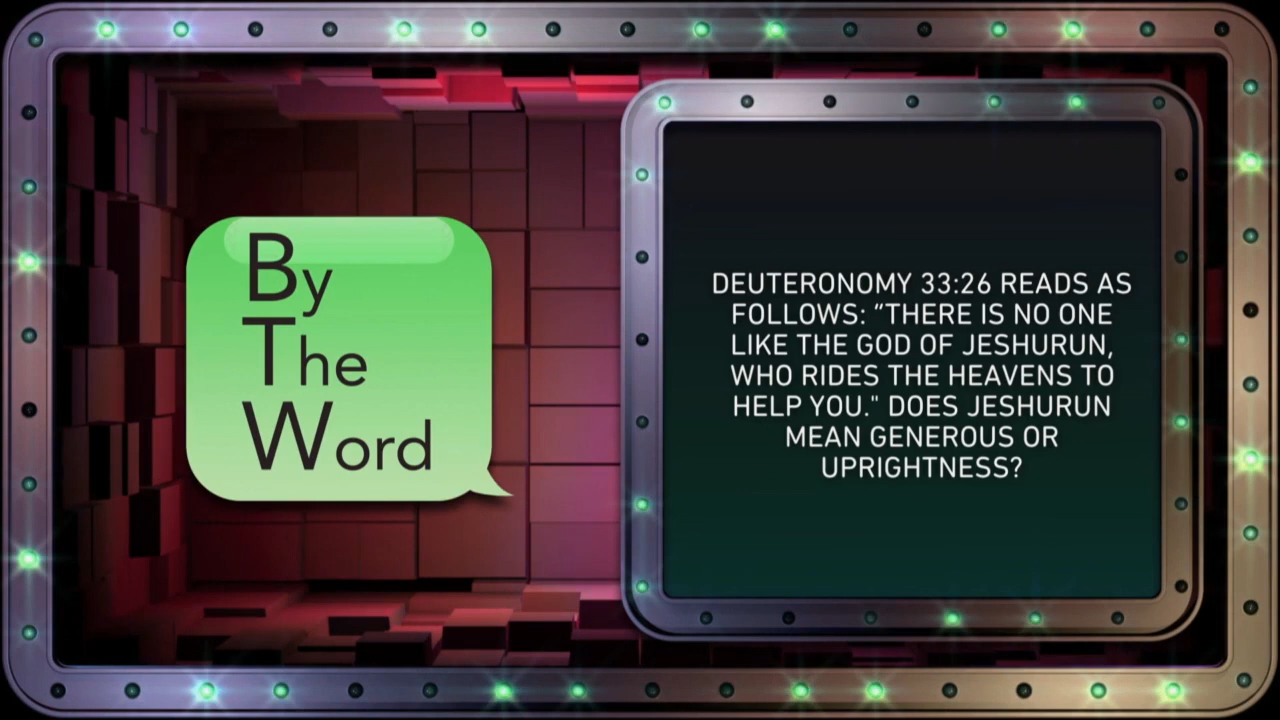 By
The
Word
DEUTERONOMY 33:26 READS AS
FOLLOWS: “THERE IS NO ONE
LIKE THE GOD OF JESHURUN,
WHO RIDES THE HEAVENS TO
HELP YOU." DOES JESHURUN
MEAN GENEROUS OR
UPRIGHTNESS?